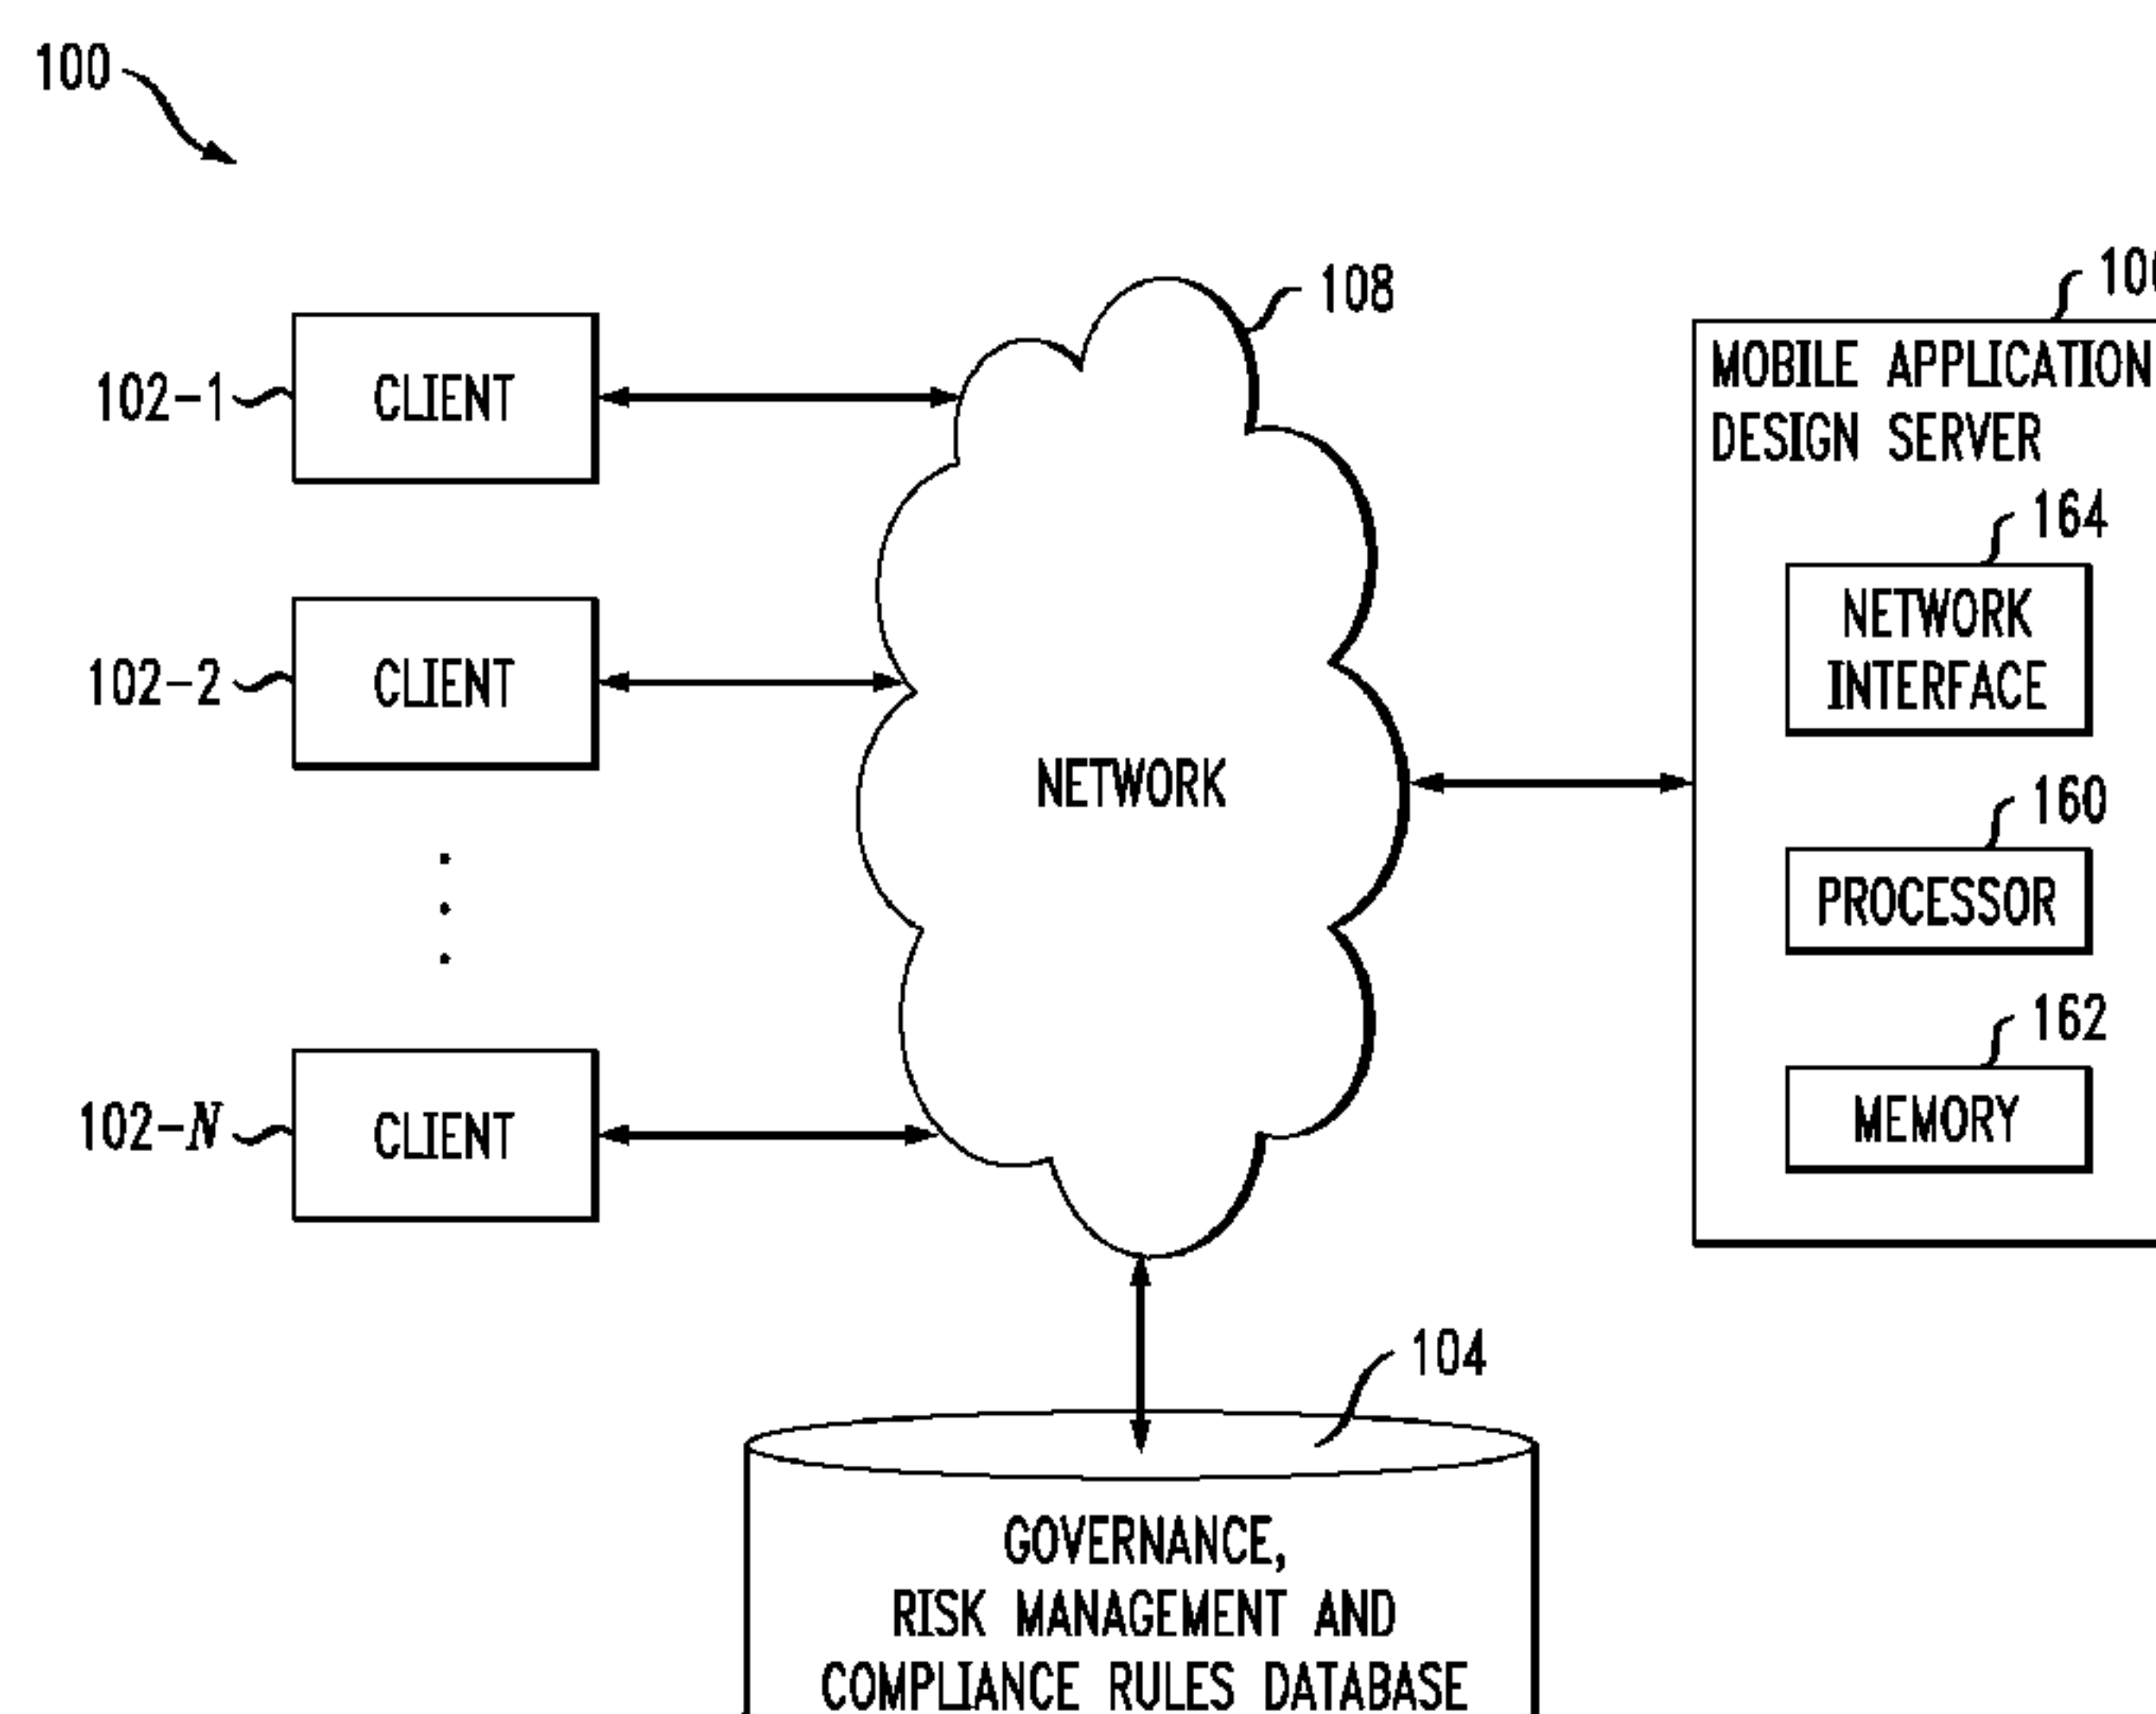 100
108
102-1
CLIENT
MOBILE APPLICATION
DESIGN SERVER
164
NETWORK
INTERFACE
102-2
CLIENT
NETWORK
160
PROCESSOR
162
MEMORY
102-N
CLIENT
104
GOVERNANCE,
RISK MANAGEMENT AND
COMPLIANCE RULES DATABASE